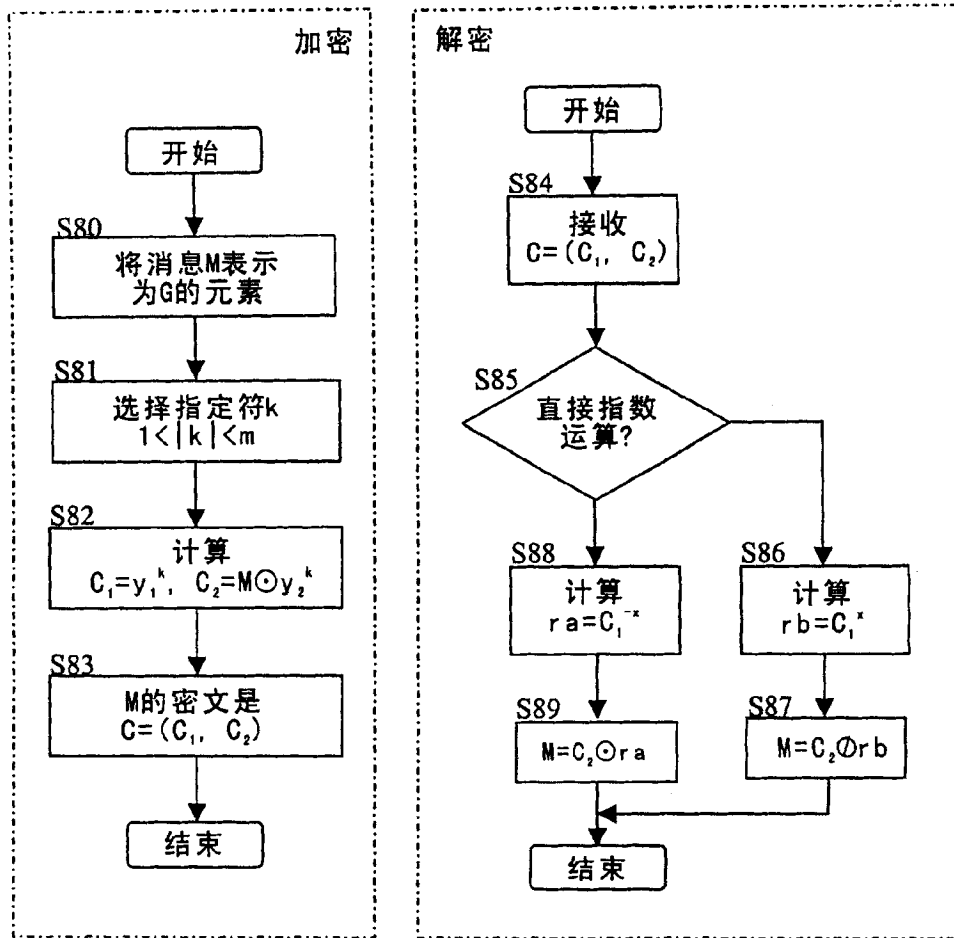 加密
开始
S80
将消息M表示
为G的元素
S81
选择指定符k
1<|k|<m
S82
计算
C₁=y₁ᵏ, C₂=M⊙y₂ᵏ
S83
M的密文是
C=(C₁, C₂)
结束
解密
开始
S84
接收
C=(C₁, C₂)
S85
直接指数
运算?
S88
计算
ra=C₁⁻ˣ
S89
M=C₂⊙ra
S86
计算
rb=C₁ˣ
S87
M=C₂⊘rb
结束